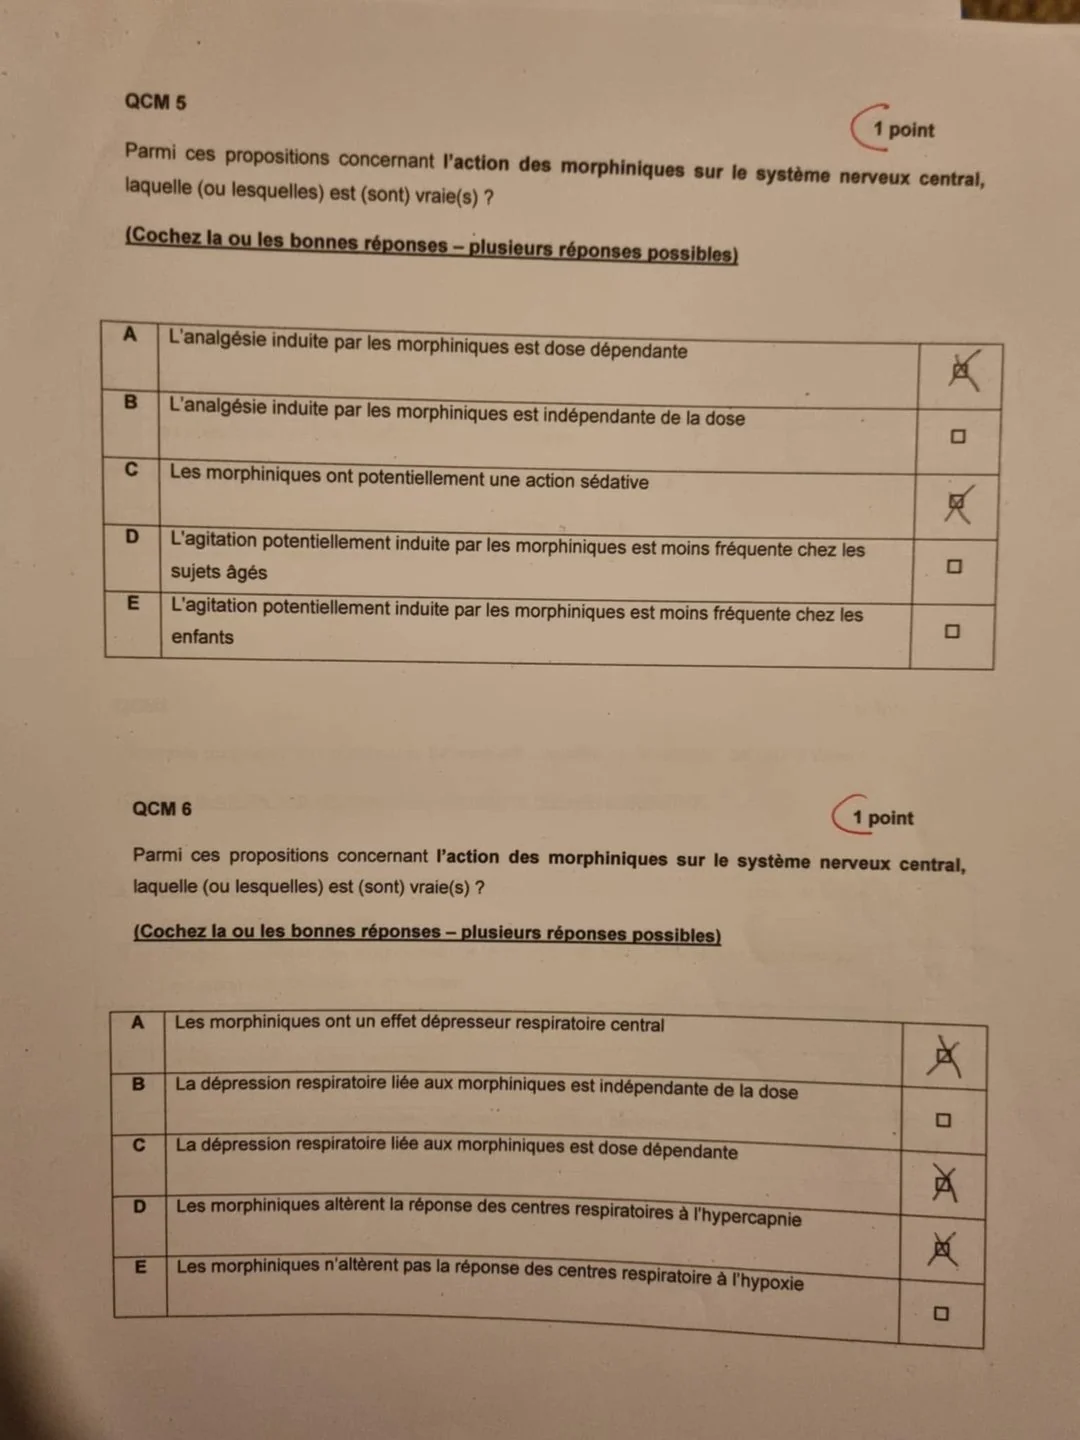 QCM 5
1 point
Parmi ces propositions concernant l'action des morphiniques sur le système nerveux central,
laquelle (ou lesquelles) est (sont) vraie(s) ?
(Cochez la ou les bonnes réponses – plusieurs réponses possibles)
A L'analgésie induite par les morphiniques est dose dépendante ☒
B L'analgésie induite par les morphiniques est indépendante de la dose □
C Les morphiniques ont potentiellement une action sédative ☒
D L'agitation potentiellement induite par les morphiniques est moins fréquente chez les
sujets âgés □
E L'agitation potentiellement induite par les morphiniques est moins fréquente chez les
enfants □
QCM 6
1 point
Parmi ces propositions concernant l'action des morphiniques sur le système nerveux central,
laquelle (ou lesquelles) est (sont) vraie(s) ?
(Cochez la ou les bonnes réponses – plusieurs réponses possibles)
A Les morphiniques ont un effet dépresseur respiratoire central ☒
B La dépression respiratoire liée aux morphiniques est indépendante de la dose □
C La dépression respiratoire liée aux morphiniques est dose dépendante ☒
D Les morphiniques altèrent la réponse des centres respiratoires à l'hypercapnie ☒
E Les morphiniques n'altèrent pas la réponse des centres respiratoire à l'hypoxie □